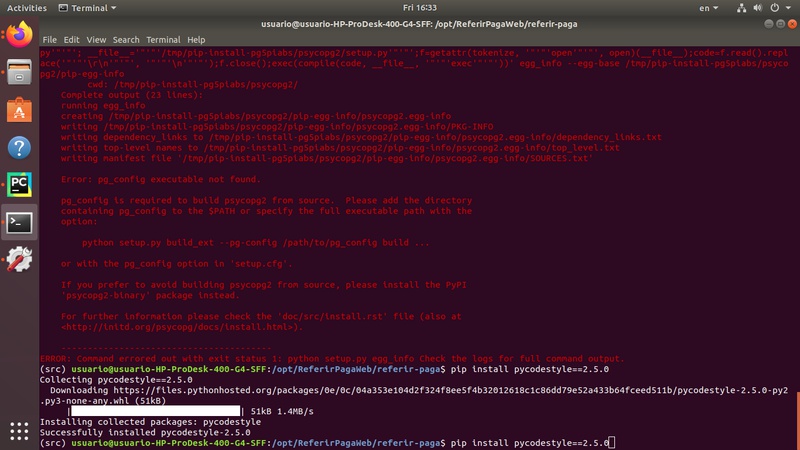 Activities
Terminal
Fri 16:33
en
usuario@usuario-HP-ProDesk-400-G4-SFF: /opt/ReferirPagaWeb/referir-paga
File Edit View Search Terminal Help
py'"'"'; __file__='"'"'/tmp/pip-install-pg5piabs/psycopg2/setup.py'"'"';f=getattr(tokenize, '"'"'open'"'"', open)(__file__);code=f.read().repl
ace('"'"'\r\n'"'"', '"'"'\n'"'"');f.close();exec(compile(code, __file__, '"'"'exec'"'"'))' egg_info --egg-base /tmp/pip-install-pg5piabs/psyco
pg2/pip-egg-info
cwd: /tmp/pip-install-pg5piabs/psycopg2/
Complete output (23 lines):
running egg_info
creating /tmp/pip-install-pg5piabs/psycopg2/pip-egg-info/psycopg2.egg-info
writing /tmp/pip-install-pg5piabs/psycopg2/pip-egg-info/psycopg2.egg-info/PKG-INFO
writing dependency_links to /tmp/pip-install-pg5piabs/psycopg2/pip-egg-info/psycopg2.egg-info/dependency_links.txt
writing top-level names to /tmp/pip-install-pg5piabs/psycopg2/pip-egg-info/psycopg2.egg-info/top_level.txt
writing manifest file '/tmp/pip-install-pg5piabs/psycopg2/pip-egg-info/psycopg2.egg-info/SOURCES.txt'
Error: pg_config executable not found.
pg_config is required to build psycopg2 from source.  Please add the directory
containing pg_config to the $PATH or specify the full executable path with the
option:
python setup.py build_ext --pg-config /path/to/pg_config build ...
or with the pg_config option in 'setup.cfg'.
If you prefer to avoid building psycopg2 from source, please install the PyPI
'psycopg2-binary' package instead.
For further information please check the 'doc/src/install.rst' file (also at
<http://initd.org/psycopg/docs/install.html>).
----------------------------------------
ERROR: Command errored out with exit status 1: python setup.py egg_info Check the logs for full command output.
(src) usuario@usuario-HP-ProDesk-400-G4-SFF:/opt/ReferirPagaWeb/referir-paga$ pip install pycodestyle==2.5.0
Collecting pycodestyle==2.5.0
Downloading https://files.pythonhosted.org/packages/0e/0c/04a353e104d2f324f8ee5f4b32012618c1c86dd79e52a433b64fceed511b/pycodestyle-2.5.0-py2
.py3-none-any.whl (51kB)
| 51kB 1.4MB/s
Installing collected packages: pycodestyle
Successfully installed pycodestyle-2.5.0
(src) usuario@usuario-HP-ProDesk-400-G4-SFF:/opt/ReferirPagaWeb/referir-paga$ pip install pycodestyle==2.5.0